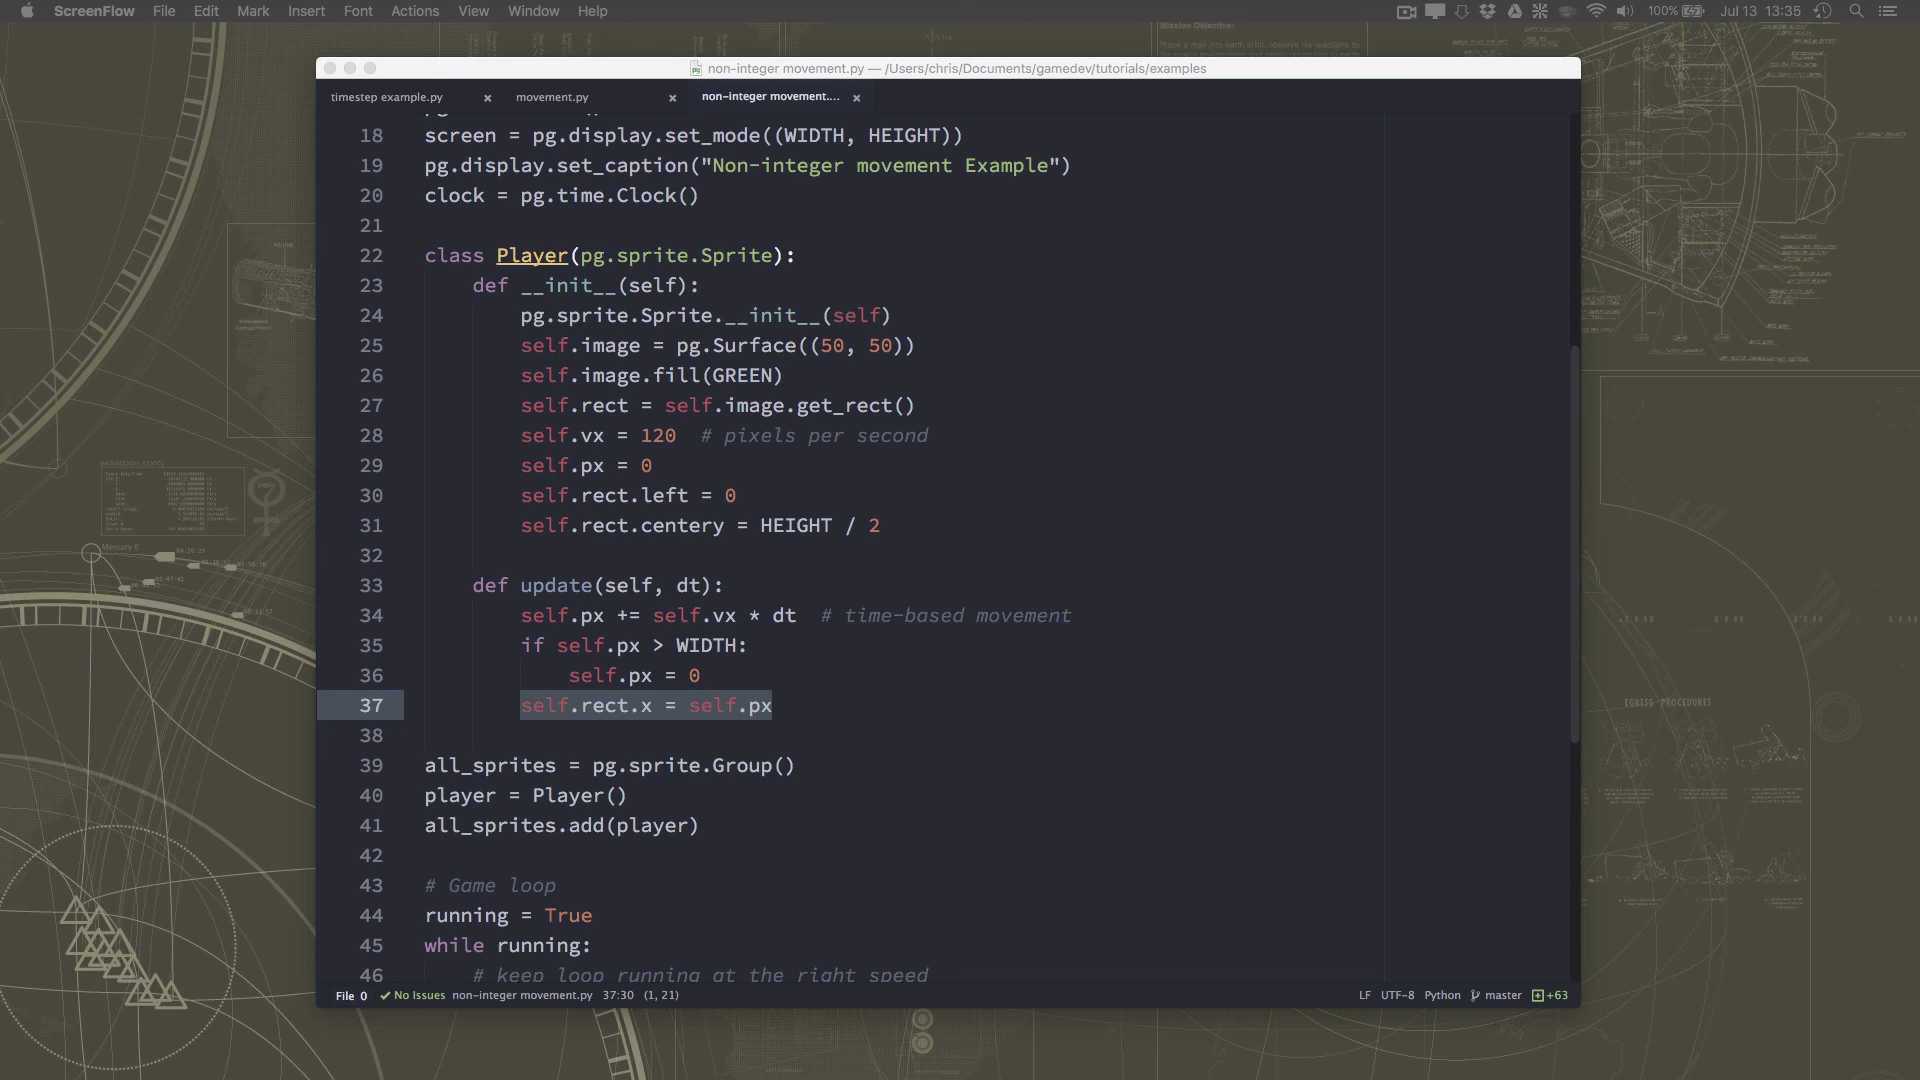 ScreenFlow File Edit Mark Insert Font Actions View Window Help 100% Jul 13 13:35
Mission Objective:
non-integer movement.py — /Users/chris/Documents/gamedev/tutorials/examples
timestep example.py × movement.py × non-integer movement.... ×
18 screen = pg.display.set_mode((WIDTH, HEIGHT))
19 pg.display.set_caption("Non-integer movement Example")
20 clock = pg.time.Clock()
21
22 class Player(pg.sprite.Sprite):
23 def __init__(self):
24 pg.sprite.Sprite.__init__(self)
25 self.image = pg.Surface((50, 50))
26 self.image.fill(GREEN)
27 self.rect = self.image.get_rect()
28 self.vx = 120 # pixels per second
29 self.px = 0
30 self.rect.left = 0
31 self.rect.centery = HEIGHT / 2
32
33 def update(self, dt):
34 self.px += self.vx * dt # time-based movement
35 if self.px > WIDTH:
36 self.px = 0
37 self.rect.x = self.px
38
39 all_sprites = pg.sprite.Group()
40 player = Player()
41 all_sprites.add(player)
42
43 # Game loop
44 running = True
45 while running:
46 # keep loop running at the right speed
File 0 No Issues non-integer movement.py 37:30 (1, 21) LF UTF-8 Python master +63
EGRESS PROCEDURES